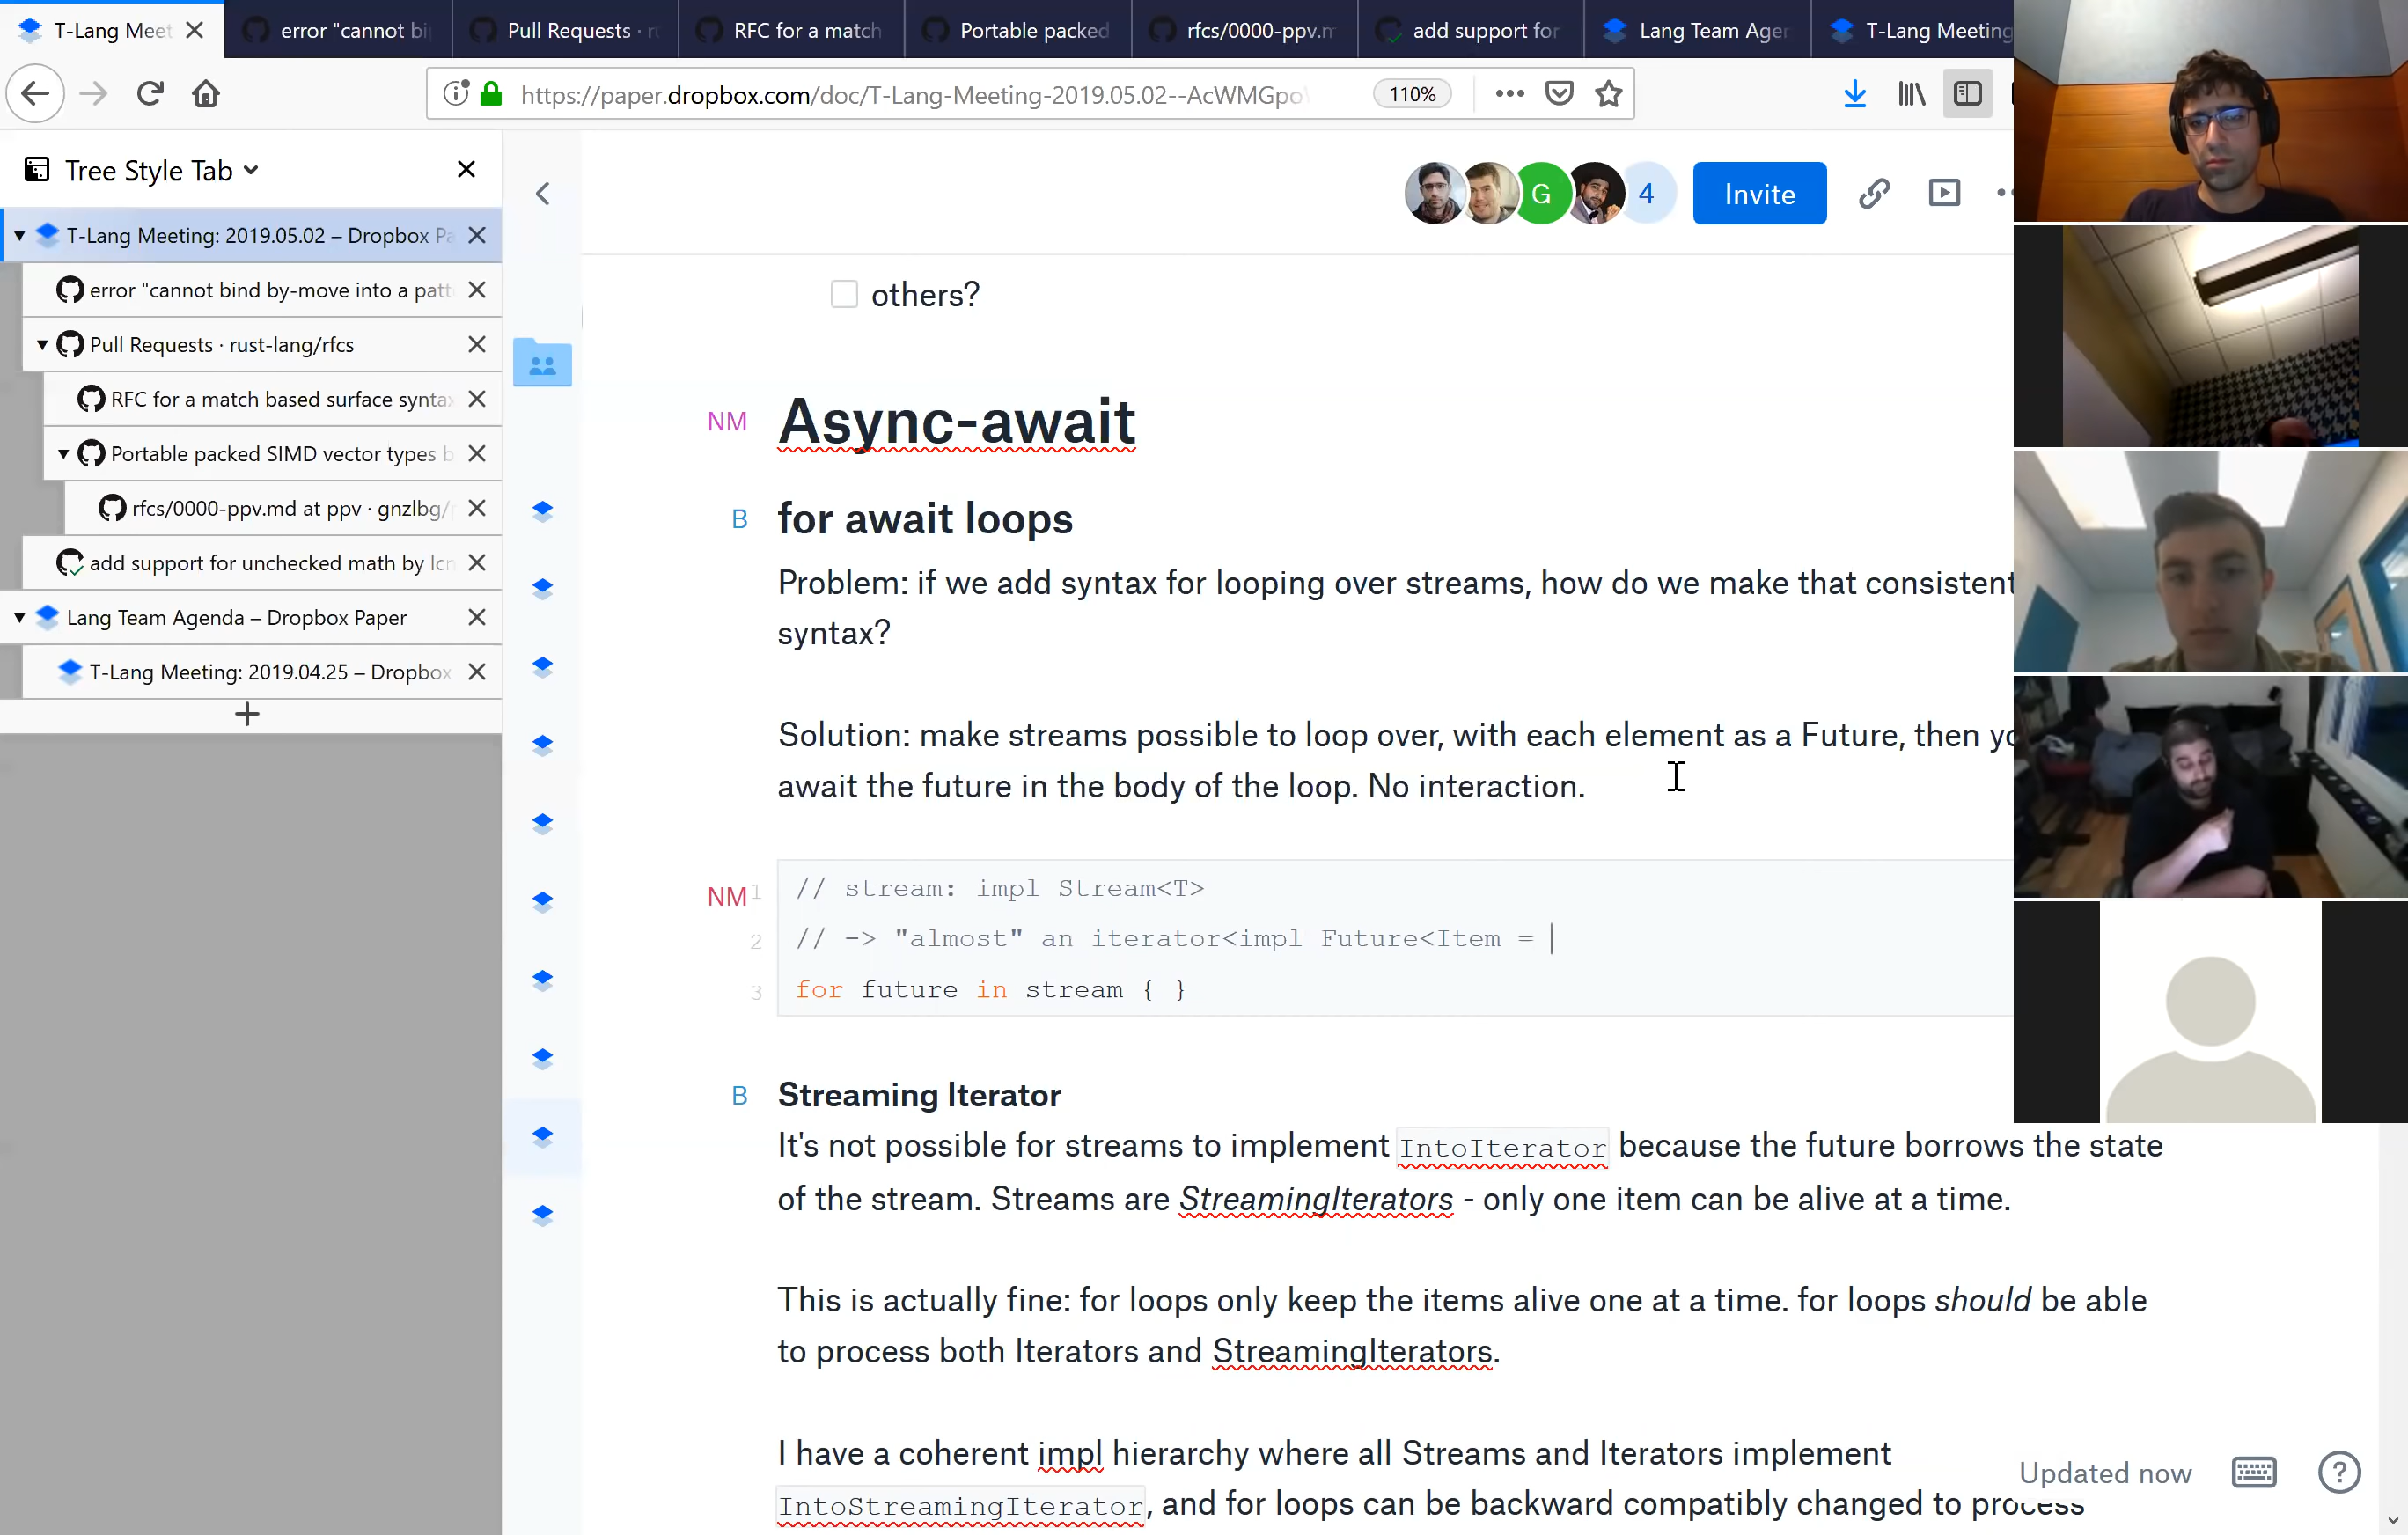 T-Lang Meet
error "cannot bi
Pull Requests · r
RFC for a match
Portable packed
rfcs/0000-ppv.m
add support for
Lang Team Agen
T-Lang Meeting
https://paper.dropbox.com/doc/T-Lang-Meeting-2019.05.02--AcWMGpo
110%
Tree Style Tab
T-Lang Meeting: 2019.05.02 – Dropbox Pa
error "cannot bind by-move into a patt
Pull Requests · rust-lang/rfcs
RFC for a match based surface syntax
Portable packed SIMD vector types b
rfcs/0000-ppv.md at ppv · gnzlbg/r
add support for unchecked math by lcn
Lang Team Agenda – Dropbox Paper
T-Lang Meeting: 2019.04.25 – Dropbox
G
4
Invite
others?
NM Async-await
B for await loops
Problem: if we add syntax for looping over streams, how do we make that consistent
syntax?
Solution: make streams possible to loop over, with each element as a Future, then yo
await the future in the body of the loop. No interaction.
NM 1 // stream: impl Stream<T>
2 // -> "almost" an iterator<impl Future<Item =
3 for future in stream { }
B Streaming Iterator
It's not possible for streams to implement IntoIterator because the future borrows the state
of the stream. Streams are StreamingIterators - only one item can be alive at a time.
This is actually fine: for loops only keep the items alive one at a time. for loops should be able
to process both Iterators and StreamingIterators.
I have a coherent impl hierarchy where all Streams and Iterators implement
IntoStreamingIterator, and for loops can be backward compatibly changed to process
Updated now
?